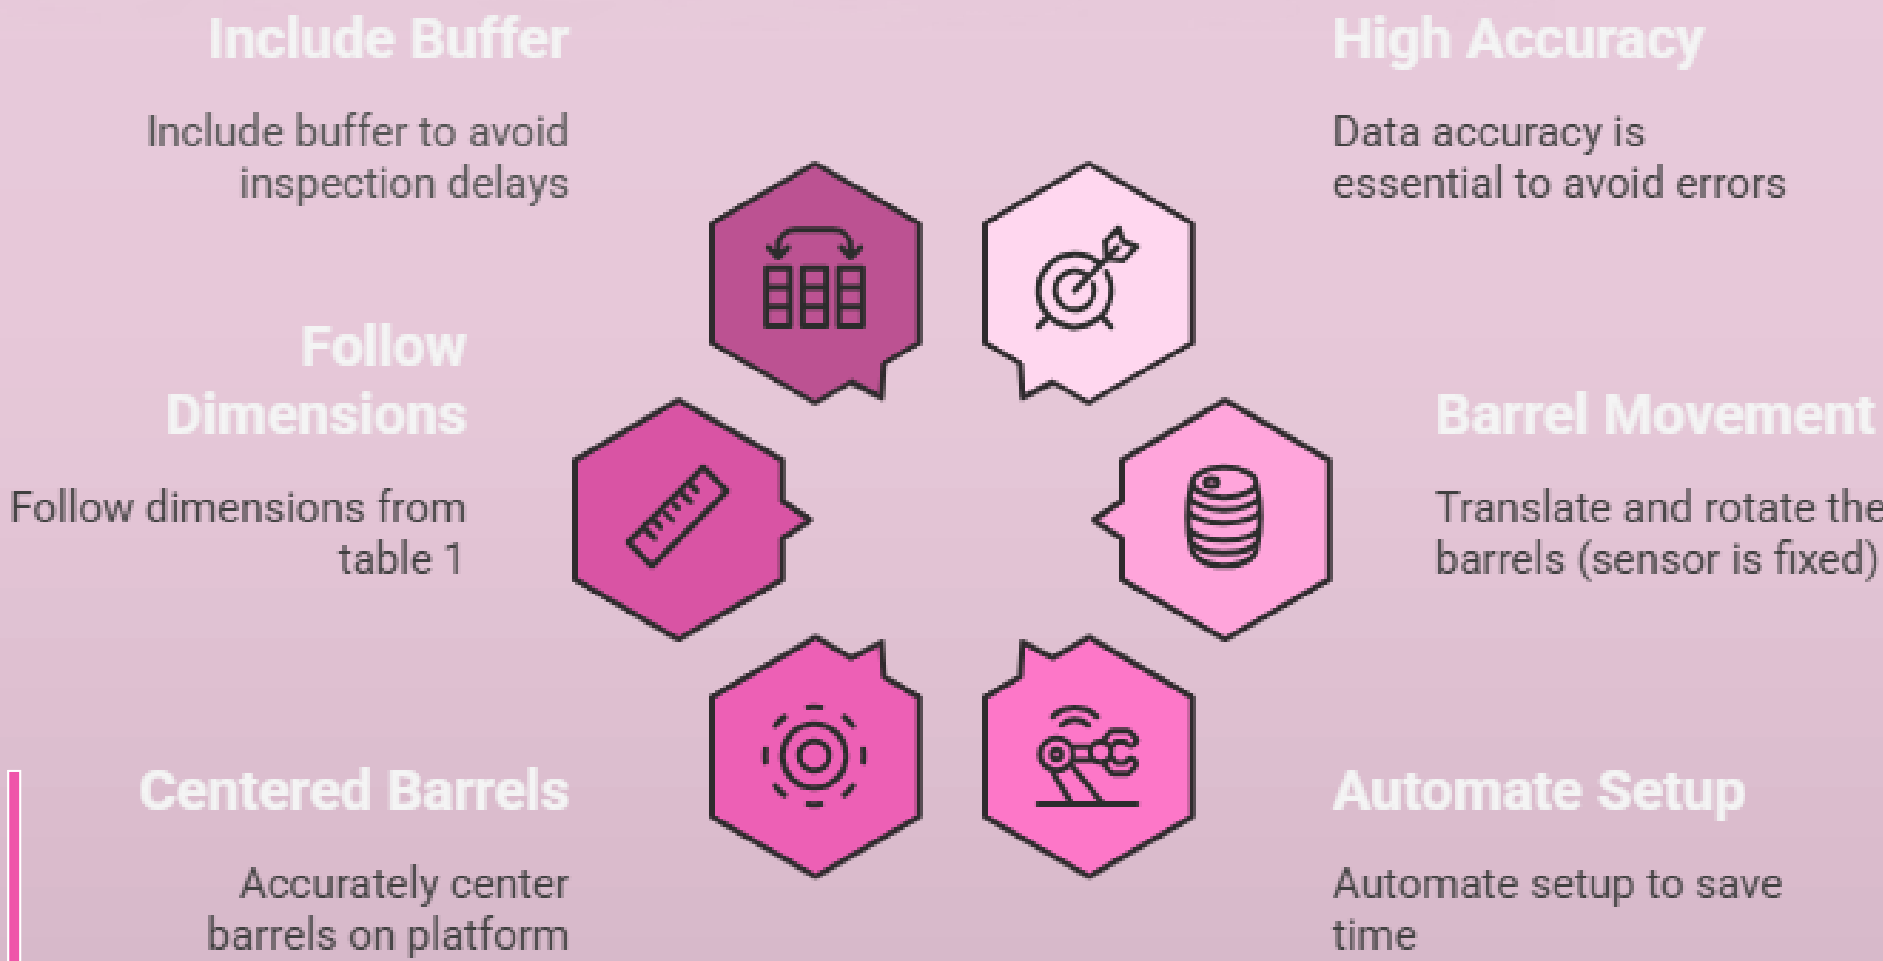 Include Buffer
Include buffer to avoid
inspection delays
High Accuracy
Data accuracy is
essential to avoid errors
Follow
Dimensions
Follow dimensions from
table 1
Barrel Movement
Translate and rotate the
barrels (sensor is fixed)
Centered Barrels
Accurately center
barrels on platform
Automate Setup
Automate setup to save
time